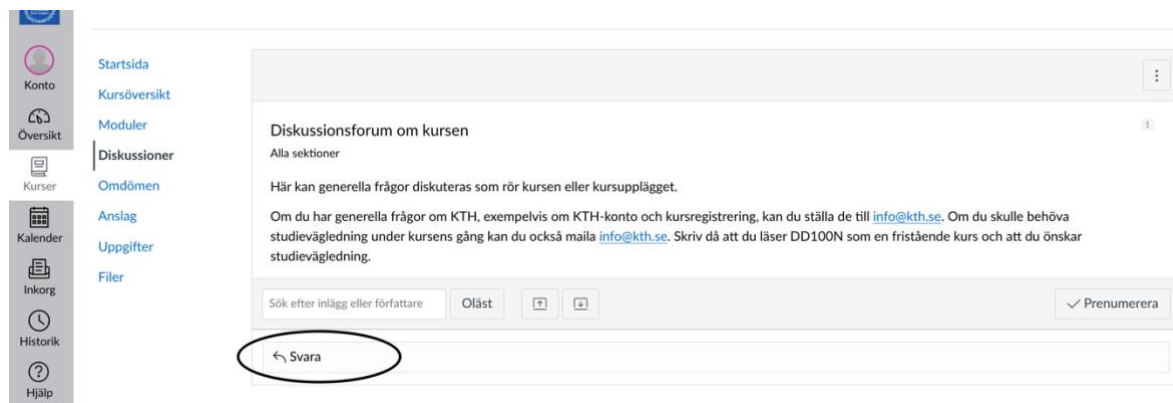 Konto
Översikt
Kurser
Kalender
Inkorg
Historik
Hjälp
Startsida
Kursöversikt
Moduler
Diskussioner
Omdömen
Anslag
Uppgifter
Filer
Diskussionsforum om kursen
1
Alla sektioner
Här kan generella frågor diskuteras som rör kursen eller kursupplägget.
Om du har generella frågor om KTH, exempelvis om KTH-konto och kursregistrering, kan du ställa de till info@kth.se. Om du skulle behöva
studievägledning under kursens gång kan du också maila info@kth.se. Skriv då att du läser DD100N som en fristående kurs och att du önskar
studievägledning.
Sök efter inlägg eller författare Oläst Prenumerera
Svara